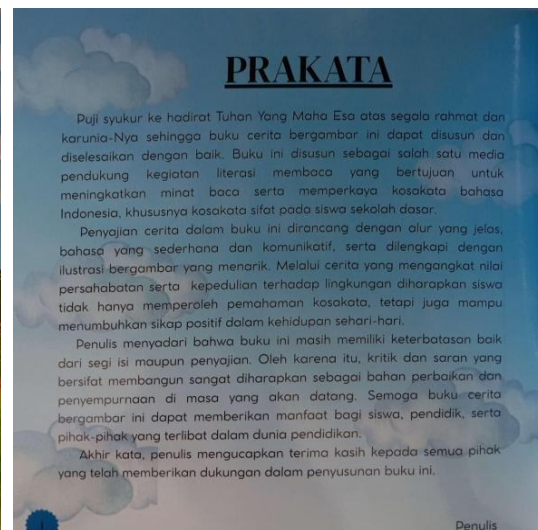 PRAKATA
Puji syukur ke hadirat Tuhan Yang Maha Esa atas segala rahmat dan
karunia-Nya sehingga buku cerita bergambar ini dapat disusun dan
diselesaikan dengan baik. Buku ini disusun sebagai salah satu media
pendukung kegiatan literasi membaca yang bertujuan untuk
meningkatkan minat baca serta memperkaya kosakata bahasa
Indonesia, khususnya kosakata sifat pada siswa sekolah dasar.
Penyajian cerita dalam buku ini dirancang dengan alur yang jelas,
bahasa yang sederhana dan komunikatif, serta dilengkapi dengan
ilustrasi bergambar yang menarik. Melalui cerita yang mengangkat nilai
persahabatan serta kepedulian terhadap lingkungan diharapkan siswa
tidak hanya memperoleh pemahaman kosakata, tetapi juga mampu
menumbuhkan sikap positif dalam kehidupan sehari-hari.
Penulis menyadari bahwa buku ini masih memiliki keterbatasan baik
dari segi isi maupun penyajian. Oleh karena itu, kritik dan saran yang
bersifat membangun sangat diharapkan sebagai bahan perbaikan dan
penyempurnaan di masa yang akan datang. Semoga buku cerita
bergambar ini dapat memberikan manfaat bagi siswa, pendidik, serta
pihak-pihak yang terlibat dalam dunia pendidikan.
Akhir kata, penulis mengucapkan terima kasih kepada semua pihak
yang telah memberikan dukungan dalam penyusunan buku ini.
Penulis